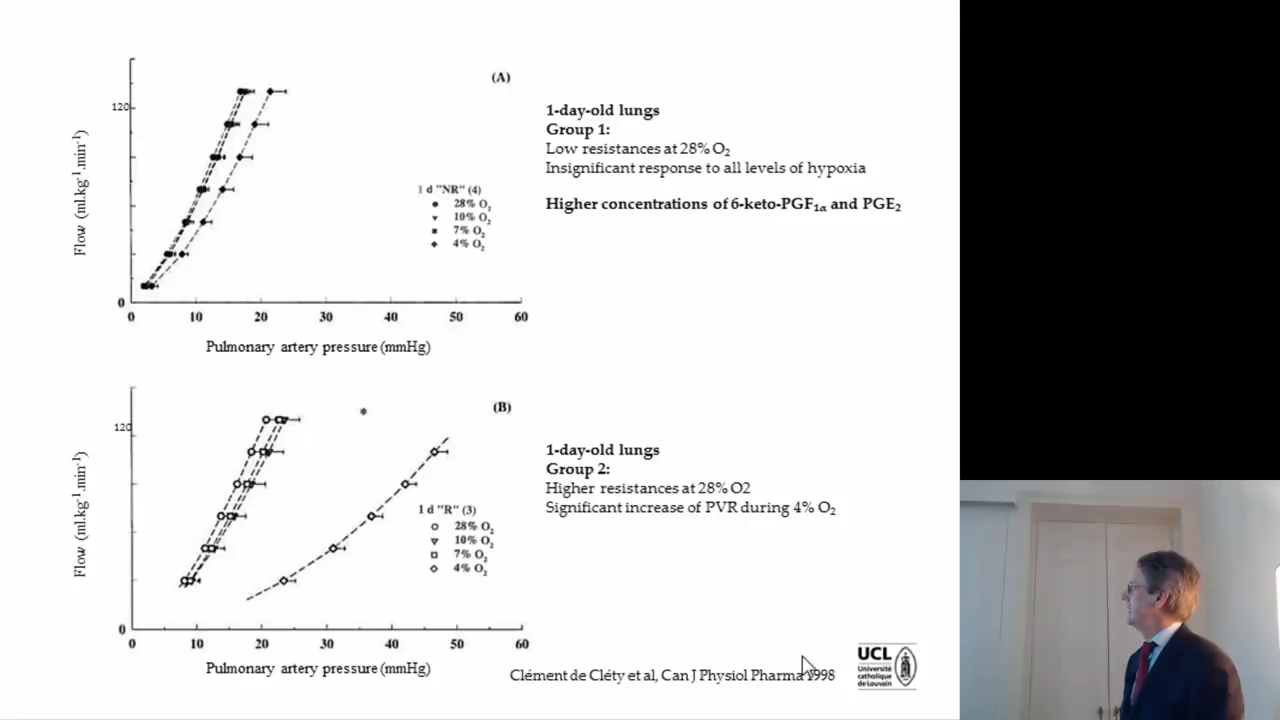 (A)
120
Flow (ml.kg⁻¹.min⁻¹)
1 d "NR" (4)
28% O₂
10% O₂
7% O₂
4% O₂
0
0 10 20 30 40 50 60
Pulmonary artery pressure (mmHg)
1-day-old lungs
Group 1:
Low resistances at 28% O₂
Insignificant response to all levels of hypoxia
Higher concentrations of 6-keto-PGF₁α and PGE₂
(B)
*
120
Flow (ml.kg⁻¹.min⁻¹)
1 d "R" (3)
28% O₂
10% O₂
7% O₂
4% O₂
0
0 10 20 30 40 50 60
Pulmonary artery pressure (mmHg)
1-day-old lungs
Group 2:
Higher resistances at 28% O2
Significant increase of PVR during 4% O₂
Clément de Cléty et al, Can J Physiol Pharma 1998
UCL
Université
catholique
de Louvain